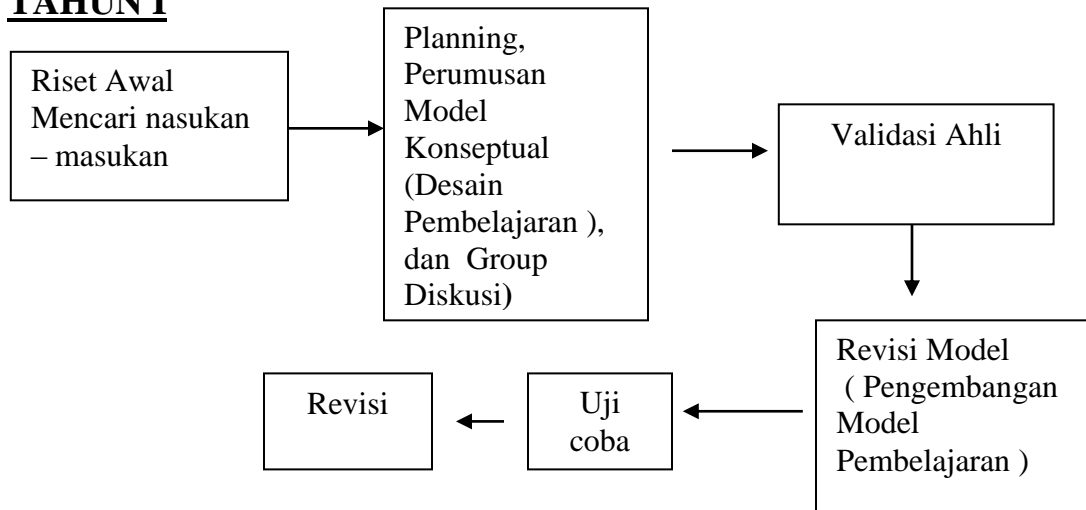 TAHUN I
Riset Awal
Mencari nasukan
– masukan
Planning,
Perumusan
Model
Konseptual
(Desain
Pembelajaran ),
dan Group
Diskusi)
Validasi Ahli
Revisi Model
( Pengembangan
Model
Pembelajaran )
Uji
coba
Revisi